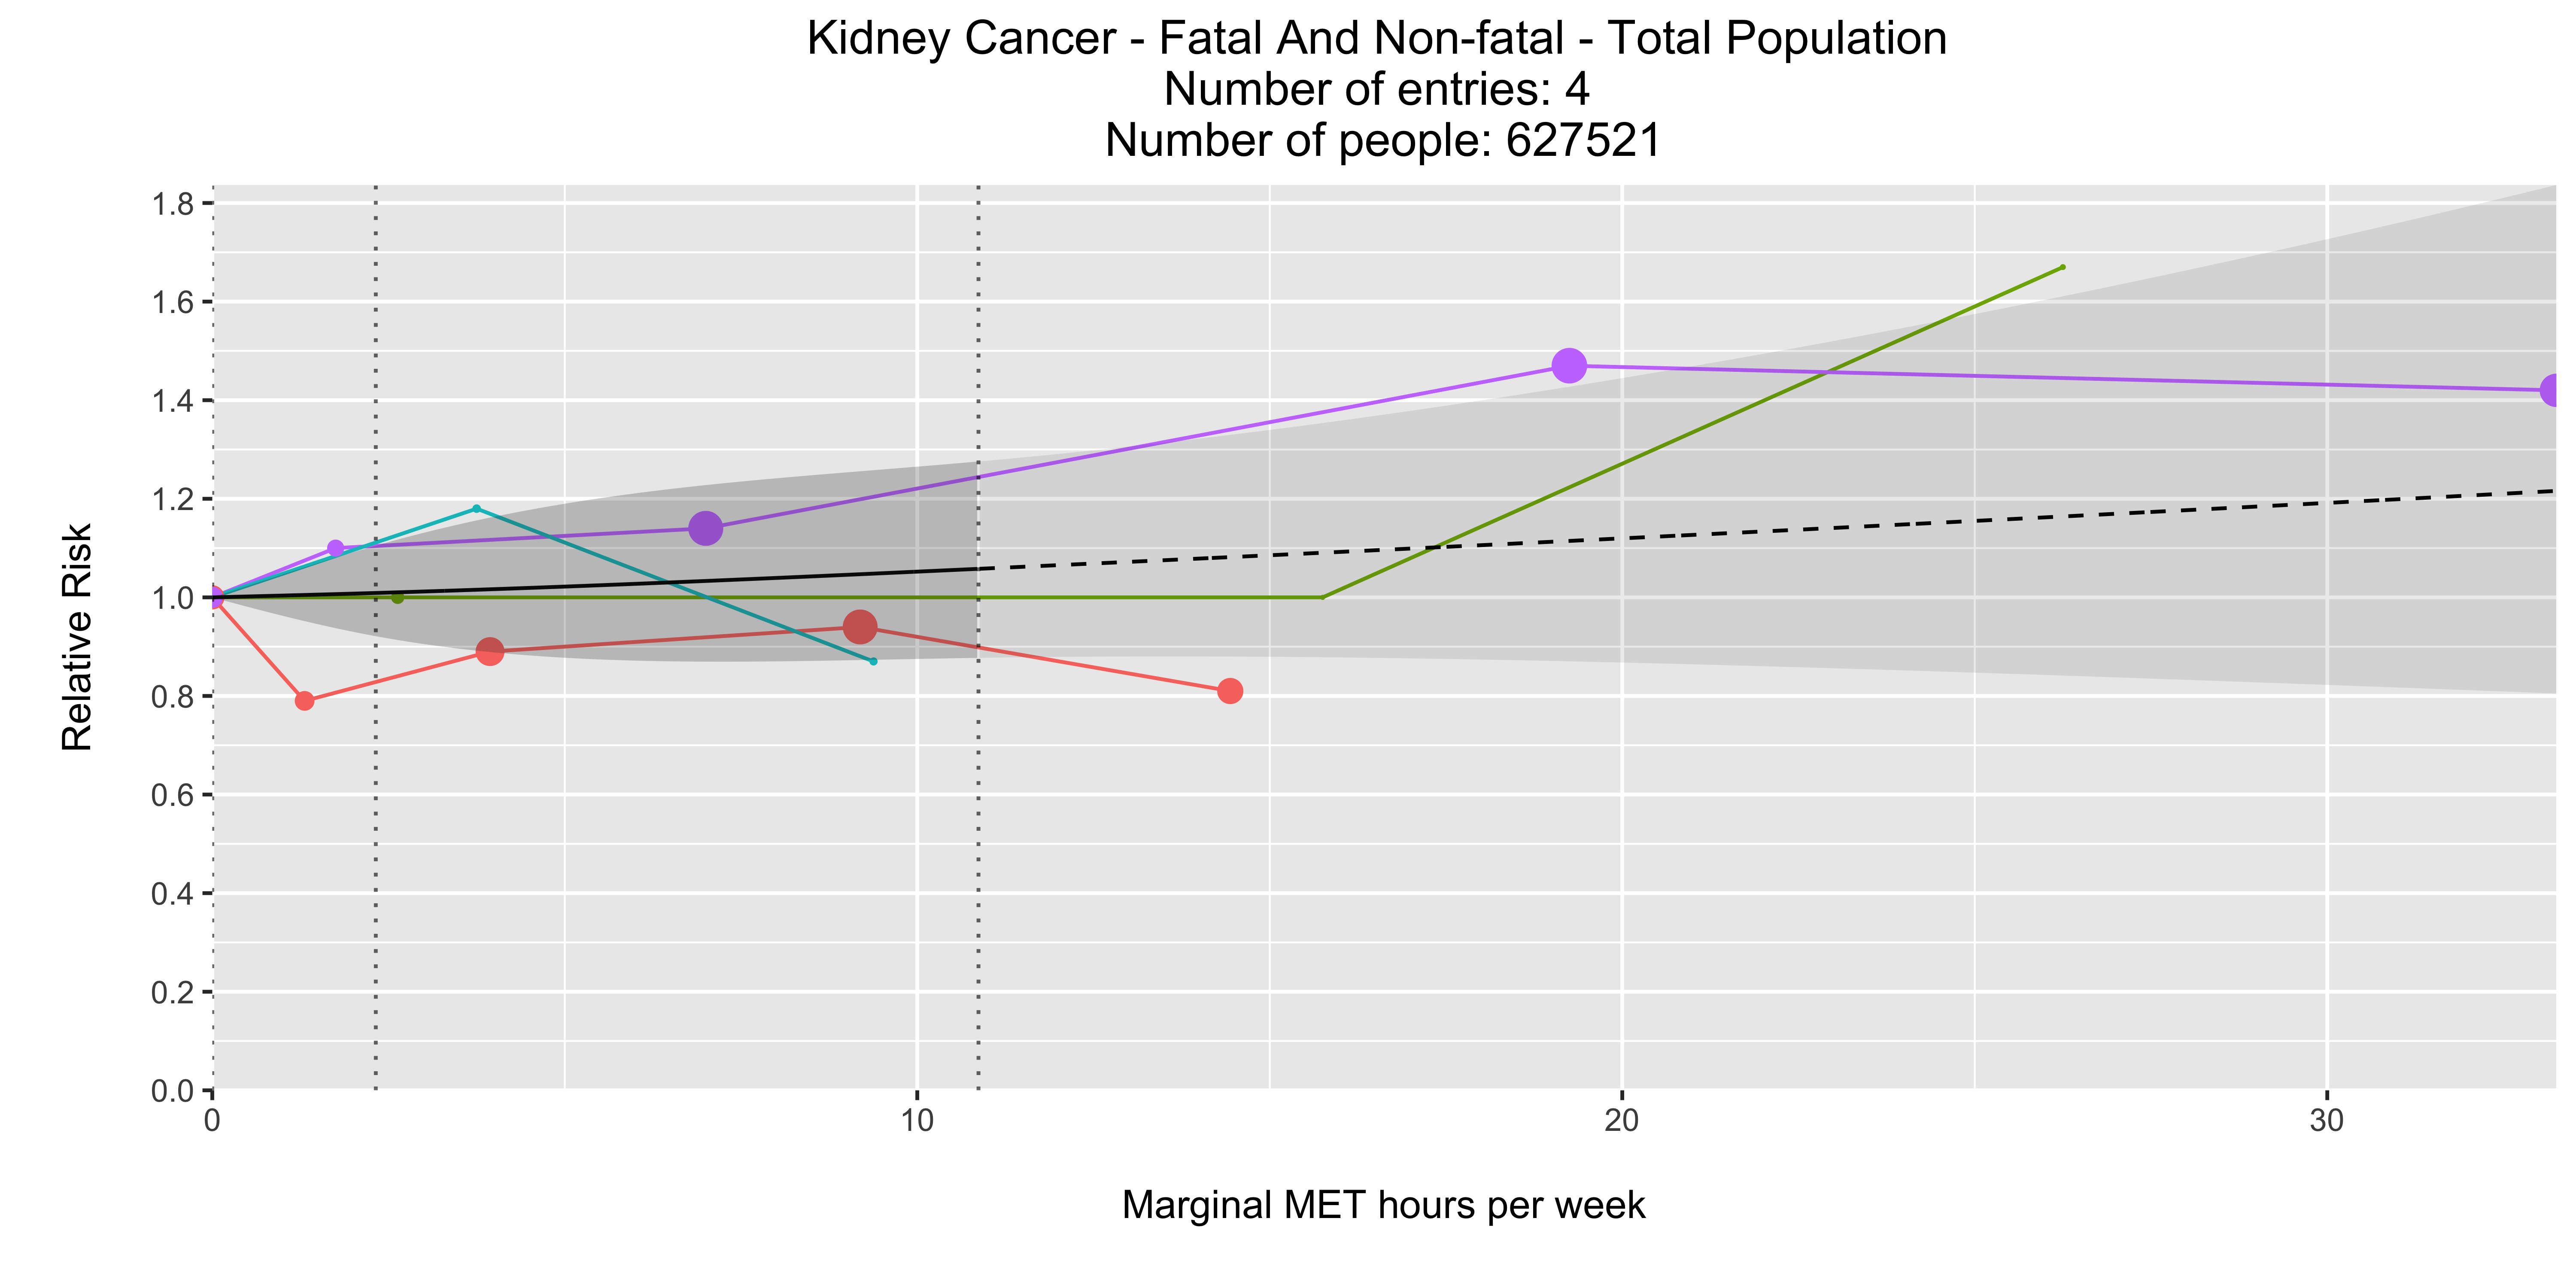 Kidney Cancer - Fatal And Non-fatal - Total Population
Number of entries: 4
Number of people: 627521
1.8
1.6
1.4
1.2
1.0
0.8
0.6
0.4
0.2
0.0
Relative Risk
0 10 20 30
Marginal MET hours per week